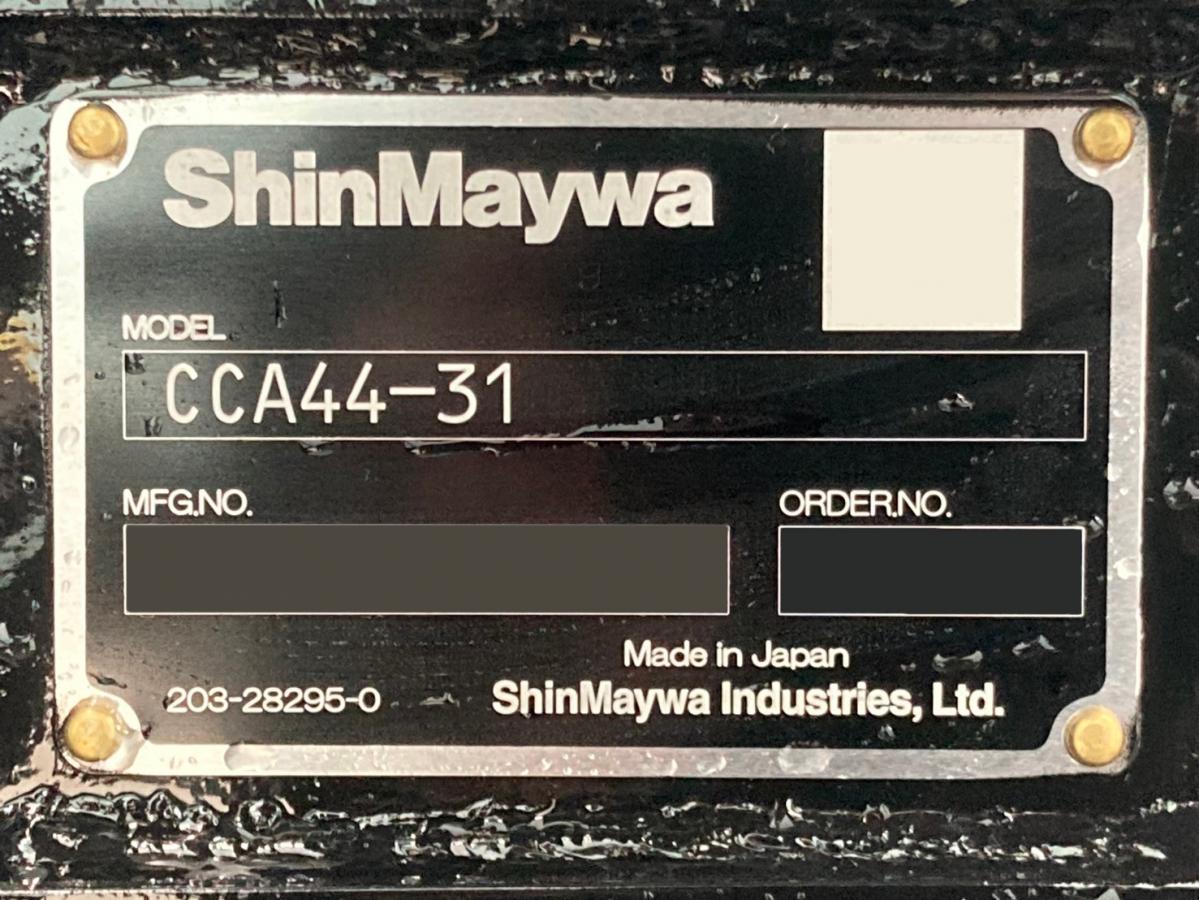 ShinMaywa
MODEL
CCA44-31
MFG.NO.
ORDER.NO.
Made in Japan
203-28295-0
ShinMaywa Industries, Ltd.